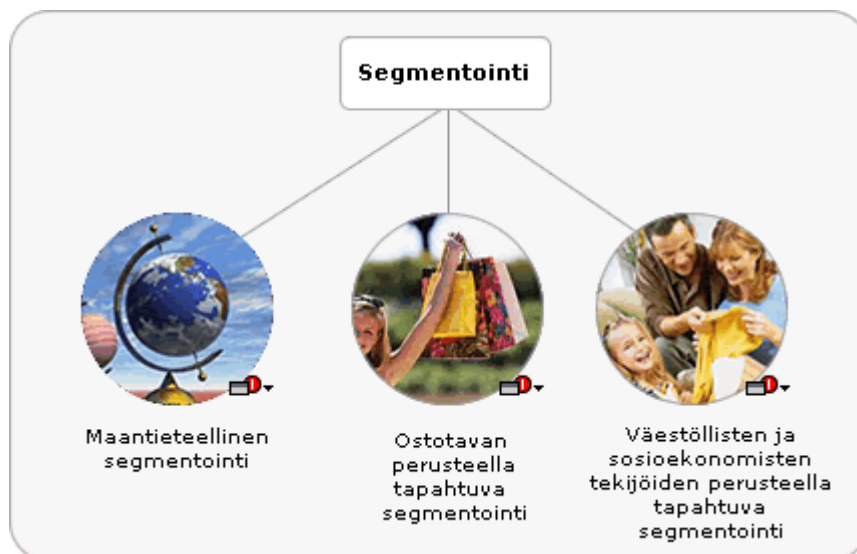 Segmentointi
Maantieteellinen
segmentointi
Ostotavan
perusteella
tapahtuva
segmentointi
Väestöllisten ja
sosioekonomisten
tekijöiden perusteella
tapahtuva
segmentointi